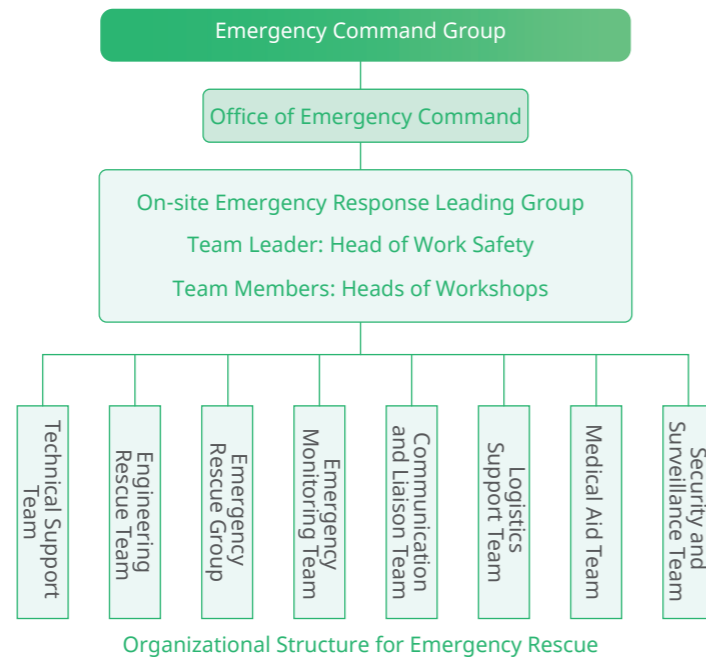 Emergency Command Group
Office of Emergency Command
On-site Emergency Response Leading Group
Team Leader: Head of Work Safety
Team Members: Heads of Workshops
Technical Support
Team
Engineering
Rescue Team
Emergency
Rescue Group
Emergency
Monitoring Team
Communication
and Liaison Team
Logistics
Support Team
Medical Aid Team
Security and
Surveillance Team
Organizational Structure for Emergency Rescue